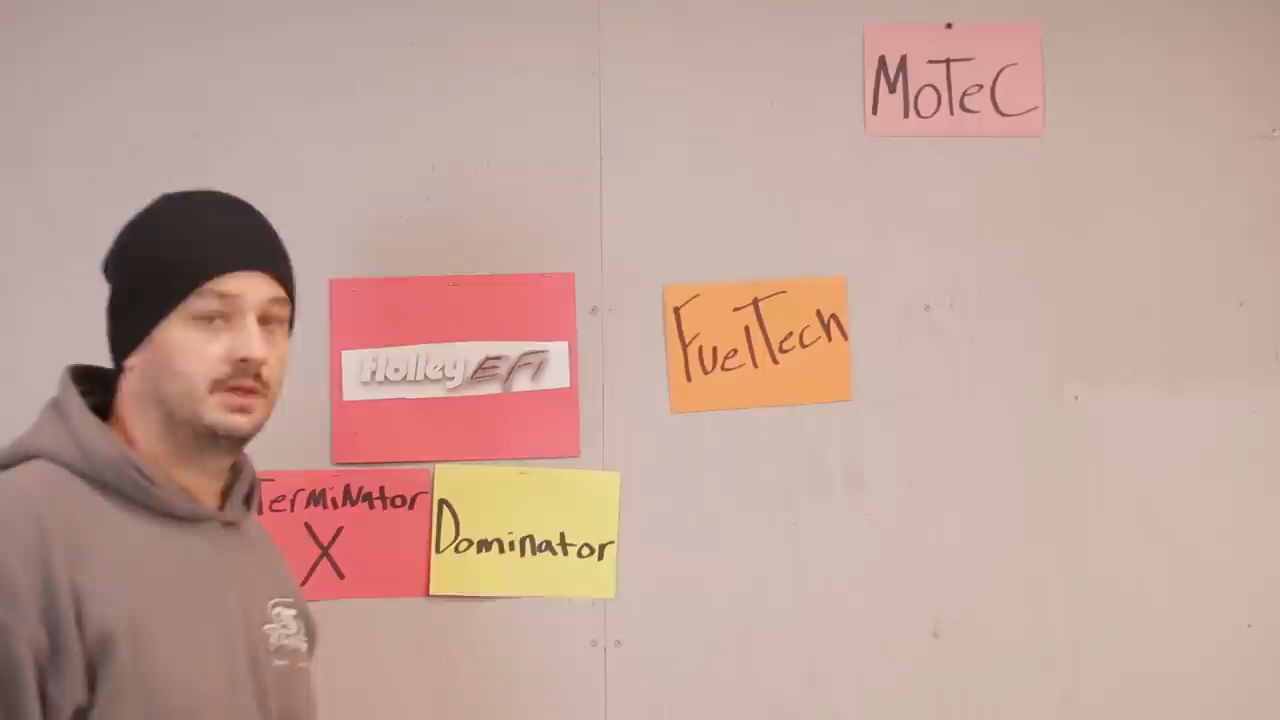 MoTeC
Holley EFI
FuelTech
TermiNator
X
Dominator